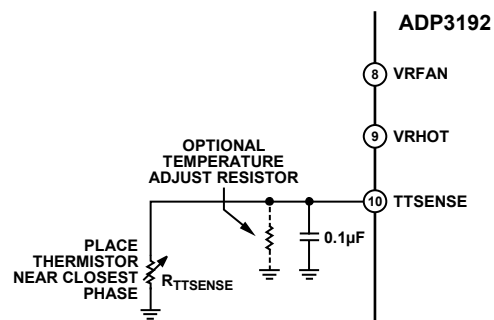 ADP3192
8 VRFAN
9 VRHOT
OPTIONAL
TEMPERATURE
ADJUST RESISTOR
10 TTSENSE
0.1µF
PLACE
THERMISTOR
NEAR CLOSEST
PHASE
RTTSENSE